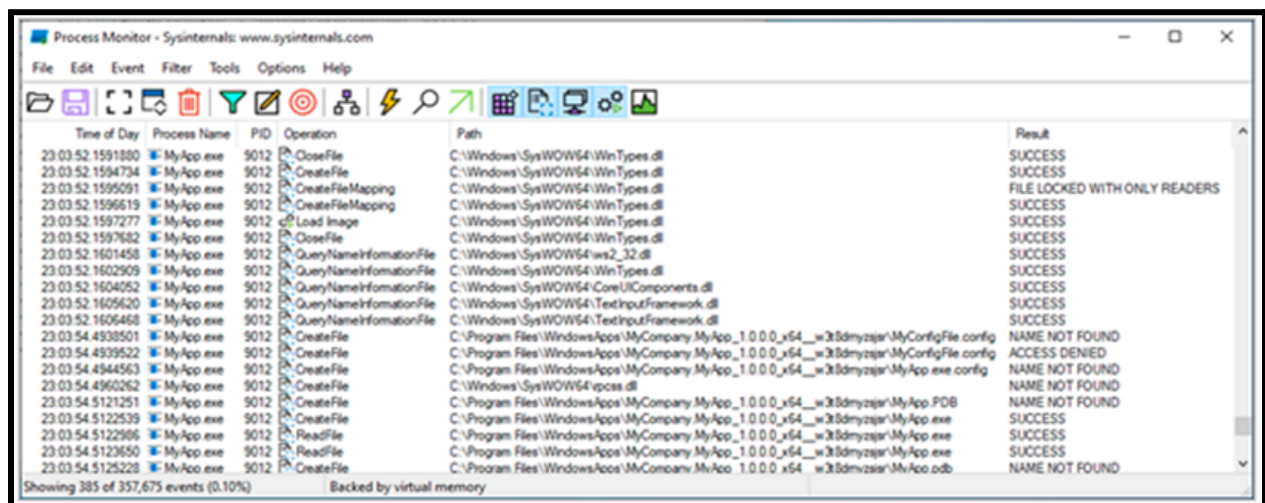 Process Monitor - Sysinternals: www.sysinternals.com
File Edit Event Filter Tools Options Help
Time of Day Process Name PID Operation Path Result
23:03:52.1591880 MyApp.exe 9012 CloseFile C:\Windows\SysWOW64\WinTypes.dll SUCCESS
23:03:52.1594734 MyApp.exe 9012 CreateFile C:\Windows\SysWOW64\WinTypes.dll SUCCESS
23:03:52.1595091 MyApp.exe 9012 CreateFileMapping C:\Windows\SysWOW64\WinTypes.dll FILE LOCKED WITH ONLY READERS
23:03:52.1596619 MyApp.exe 9012 CreateFileMapping C:\Windows\SysWOW64\WinTypes.dll SUCCESS
23:03:52.1597277 MyApp.exe 9012 Load Image C:\Windows\SysWOW64\WinTypes.dll SUCCESS
23:03:52.1597682 MyApp.exe 9012 CloseFile C:\Windows\SysWOW64\WinTypes.dll SUCCESS
23:03:52.1601458 MyApp.exe 9012 QueryNameInformationFile C:\Windows\SysWOW64\ws2_32.dll SUCCESS
23:03:52.1602909 MyApp.exe 9012 QueryNameInformationFile C:\Windows\SysWOW64\WinTypes.dll SUCCESS
23:03:52.1604052 MyApp.exe 9012 QueryNameInformationFile C:\Windows\SysWOW64\CoreUIComponents.dll SUCCESS
23:03:52.1605620 MyApp.exe 9012 QueryNameInformationFile C:\Windows\SysWOW64\TextInputFramework.dll SUCCESS
23:03:52.1606468 MyApp.exe 9012 QueryNameInformationFile C:\Windows\SysWOW64\TextInputFramework.dll SUCCESS
23:03:54.4938501 MyApp.exe 9012 CreateFile C:\Program Files\WindowsApps\MyCompany.MyApp_1.0.0.0_x64__w3t8dmyzsjsr\MyConfigFile.config NAME NOT FOUND
23:03:54.4939522 MyApp.exe 9012 CreateFile C:\Program Files\WindowsApps\MyCompany.MyApp_1.0.0.0_x64__w3t8dmyzsjsr\MyConfigFile.config ACCESS DENIED
23:03:54.4944563 MyApp.exe 9012 CreateFile C:\Program Files\WindowsApps\MyCompany.MyApp_1.0.0.0_x64__w3t8dmyzsjsr\MyApp.exe.config NAME NOT FOUND
23:03:54.4960262 MyApp.exe 9012 CreateFile C:\Windows\SysWOW64\rpcss.dll NAME NOT FOUND
23:03:54.5121251 MyApp.exe 9012 CreateFile C:\Program Files\WindowsApps\MyCompany.MyApp_1.0.0.0_x64__w3t8dmyzsjsr\MyApp.PDB NAME NOT FOUND
23:03:54.5122539 MyApp.exe 9012 CreateFile C:\Program Files\WindowsApps\MyCompany.MyApp_1.0.0.0_x64__w3t8dmyzsjsr\MyApp.exe SUCCESS
23:03:54.5122986 MyApp.exe 9012 ReadFile C:\Program Files\WindowsApps\MyCompany.MyApp_1.0.0.0_x64__w3t8dmyzsjsr\MyApp.exe SUCCESS
23:03:54.5123650 MyApp.exe 9012 ReadFile C:\Program Files\WindowsApps\MyCompany.MyApp_1.0.0.0_x64__w3t8dmyzsjsr\MyApp.exe SUCCESS
23:03:54.5125228 MyApp.exe 9012 CreateFile C:\Program Files\WindowsApps\MyCompany.MyApp_1.0.0.0_x64__w3t8dmyzsjsr\MyApp.pdb NAME NOT FOUND
Showing 385 of 357,675 events (0.10%) Backed by virtual memory